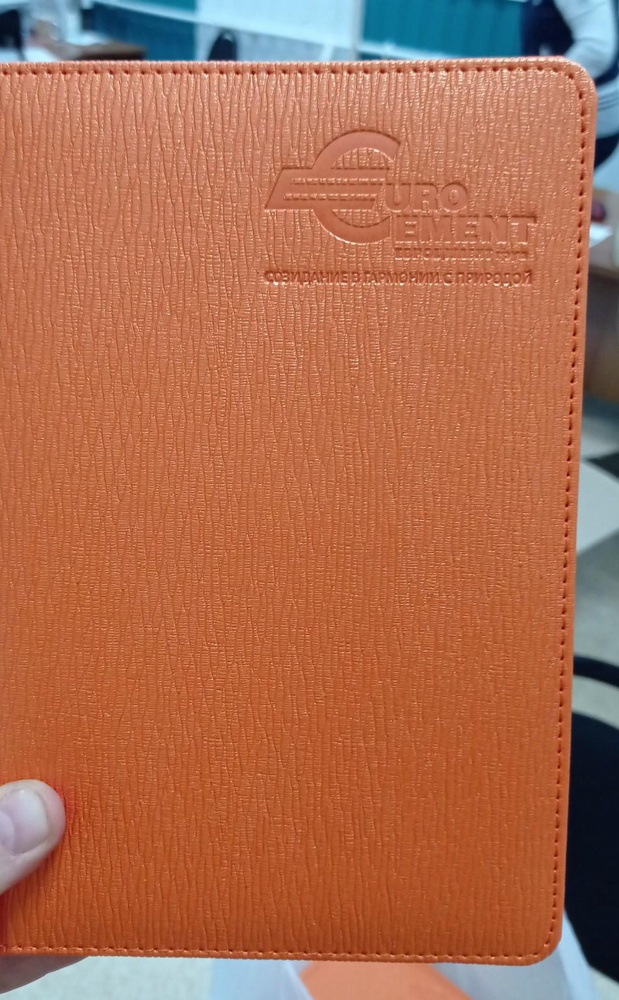 EURO
CEMENT
СОЗИДАНИЕ В ГАРМОНИИ С ПРИРОДОЙ